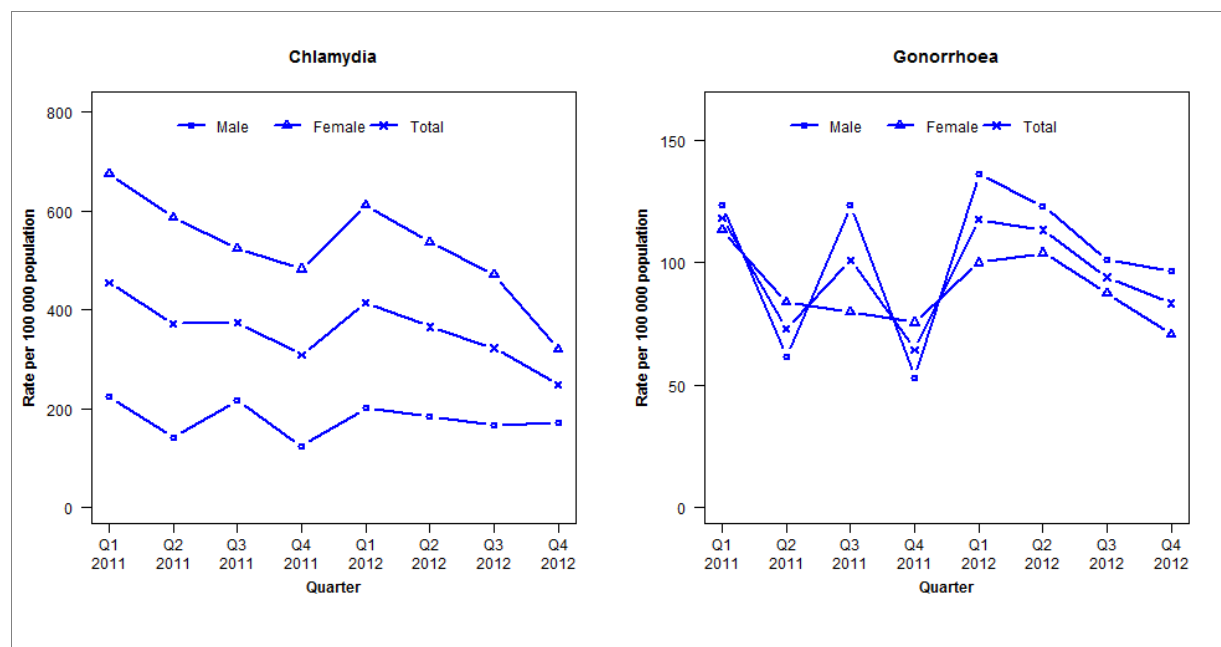 Chlamydia
Male Female Total
800
600
400
200
0
Rate per 100 000 population
Q1 Q2 Q3 Q4 Q1 Q2 Q3 Q4
2011 2011 2011 2011 2012 2012 2012 2012
Quarter
Gonorrhoea
Male Female Total
150
100
50
0
Rate per 100 000 population
Q1 Q2 Q3 Q4 Q1 Q2 Q3 Q4
2011 2011 2011 2011 2012 2012 2012 2012
Quarter